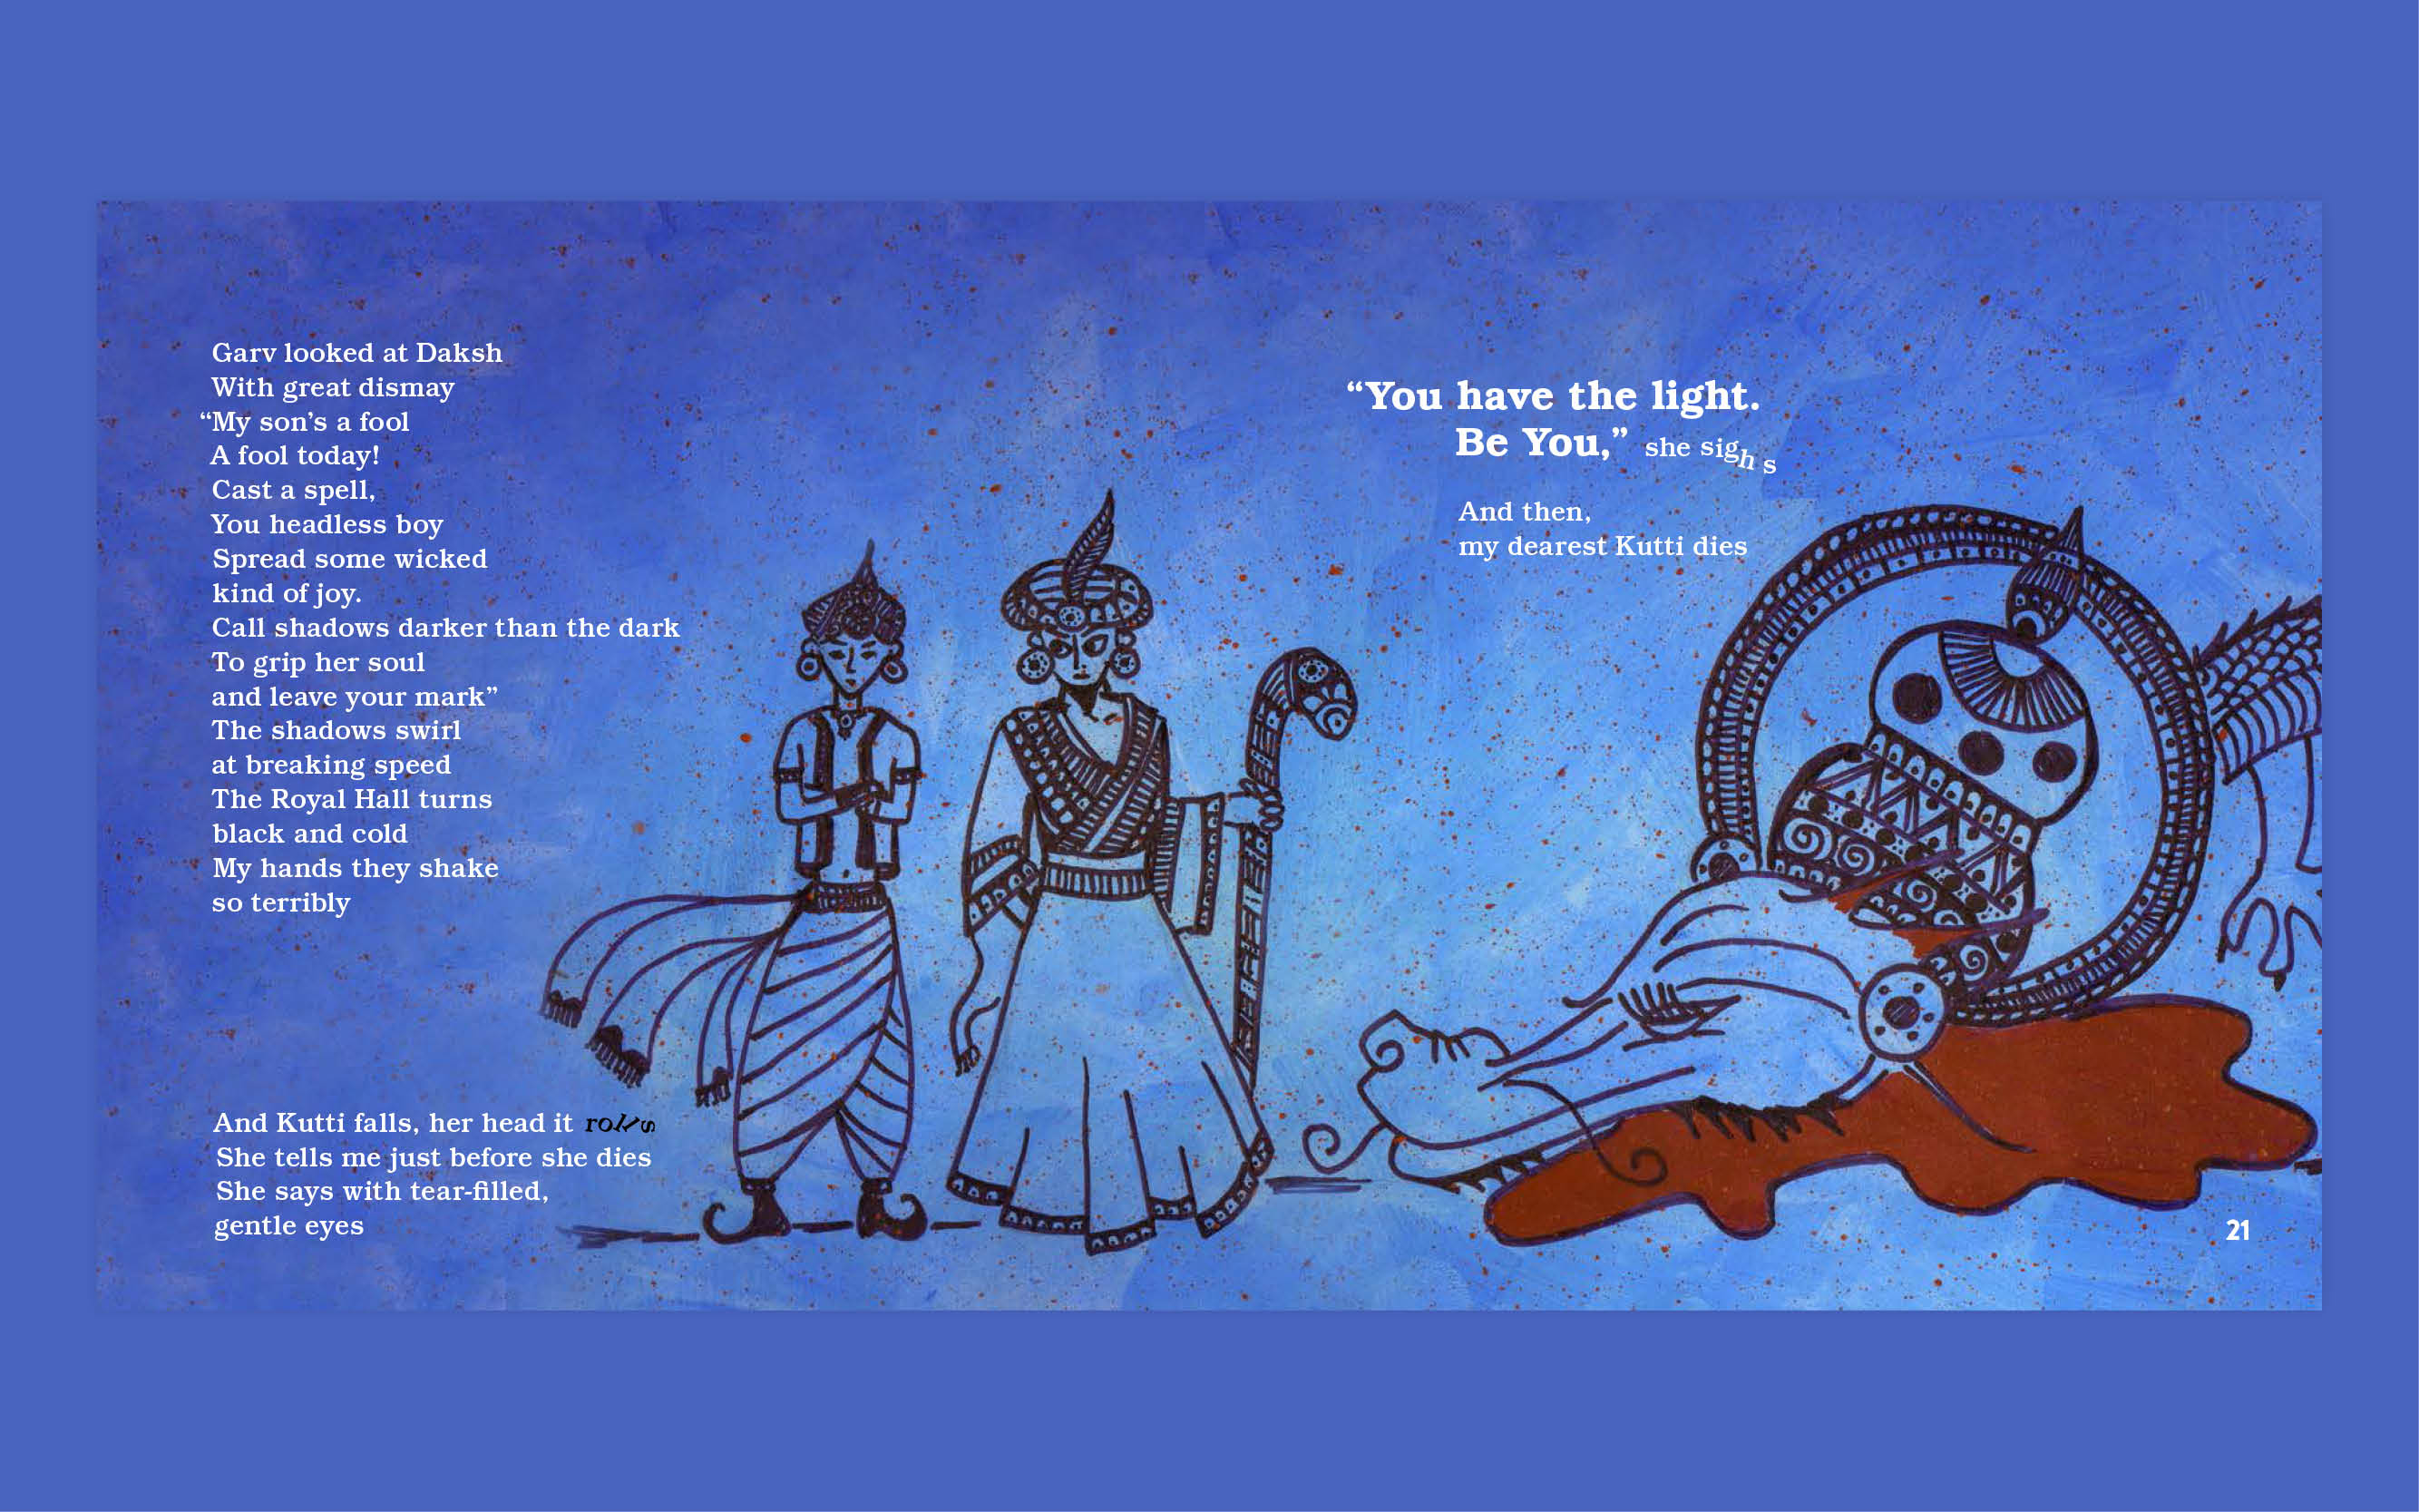 Garv looked at Daksh
With great dismay
“My son’s a fool
A fool today!
Cast a spell,
You headless boy
Spread some wicked
kind of joy.
Call shadows darker than the dark
To grip her soul
and leave your mark”
The shadows swirl
at breaking speed
The Royal Hall turns
black and cold
My hands they shake
so terribly
And Kutti falls, her head it rolls
She tells me just before she dies
She says with tear-filled,
gentle eyes
“You have the light.
Be You,” she sighs
And then,
my dearest Kutti dies
21